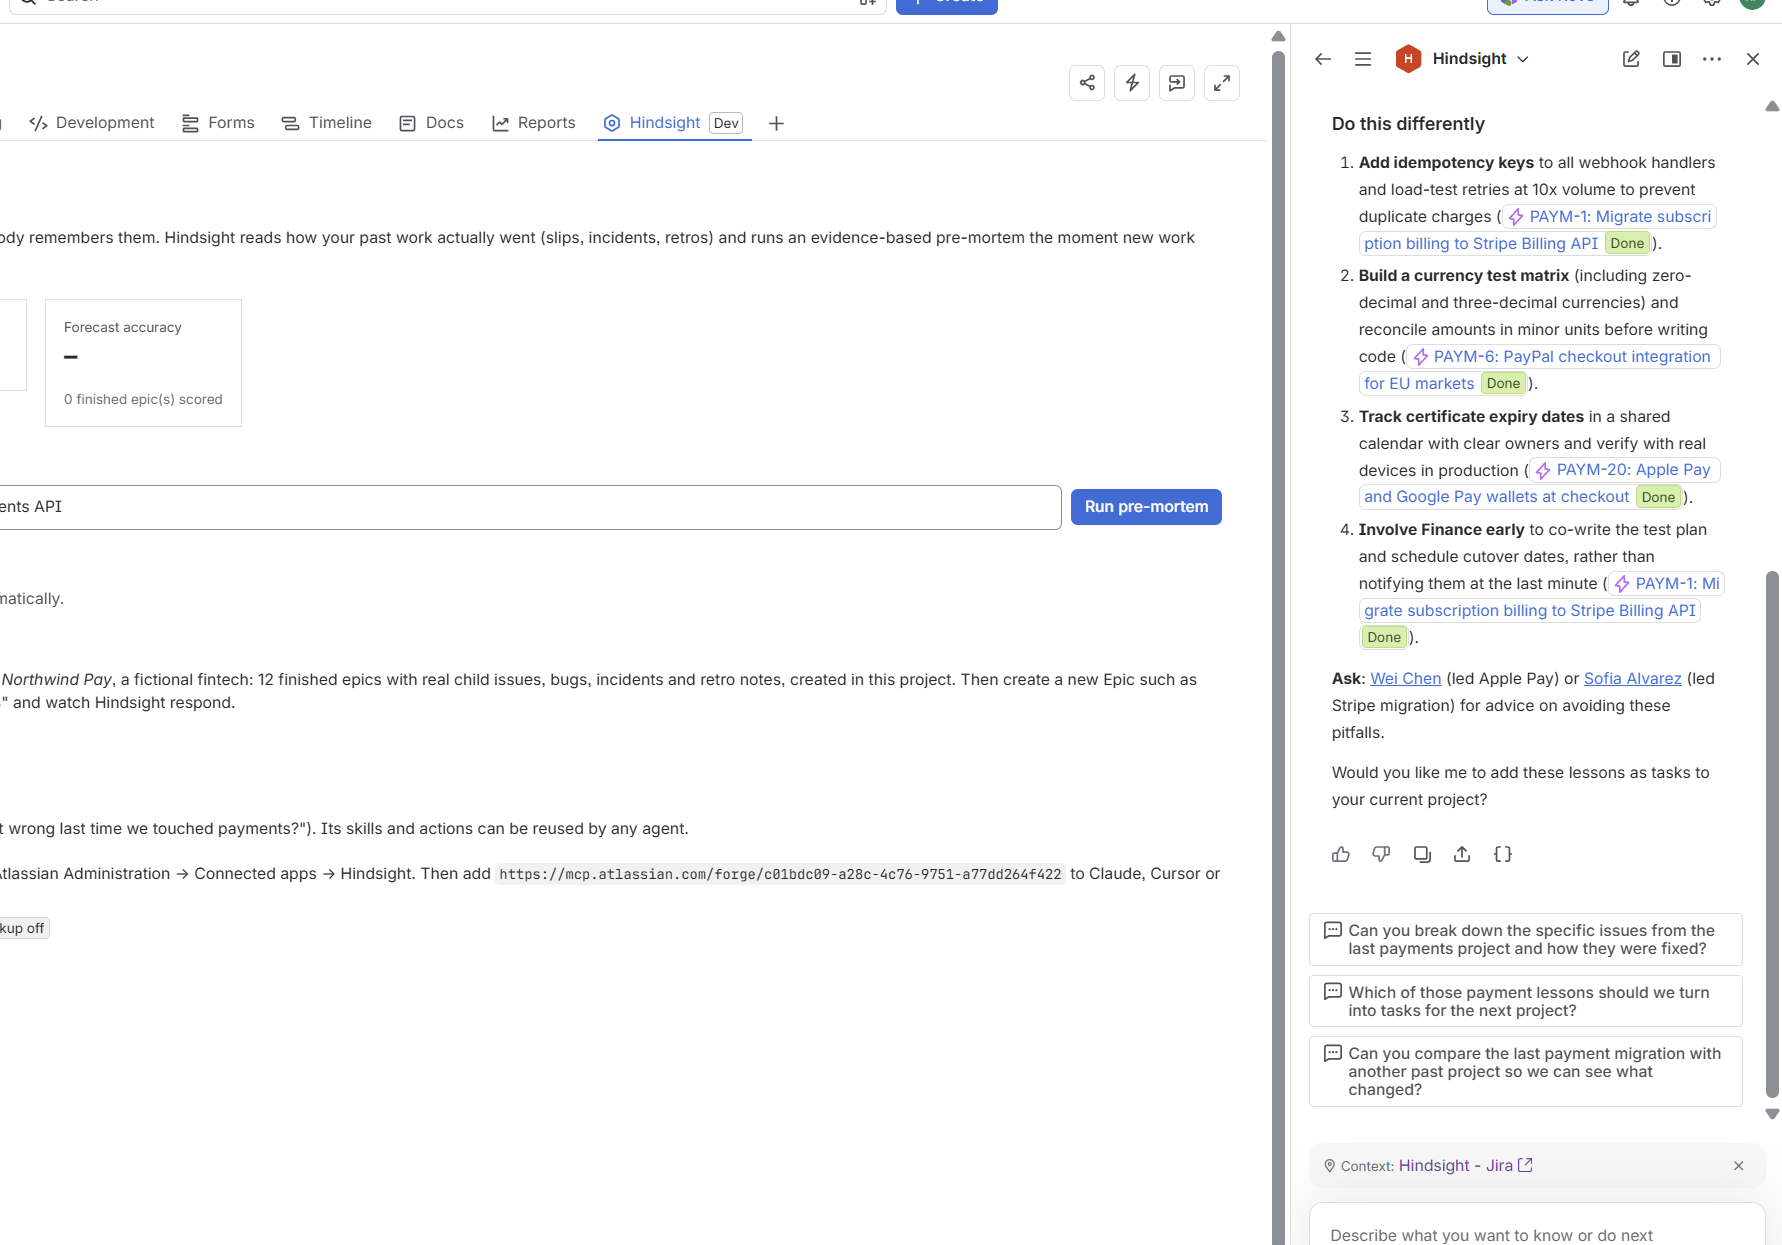 Development
Forms
Timeline
Docs
Reports
Hindsight Dev
ody remembers them. Hindsight reads how your past work actually went (slips, incidents, retros) and runs an evidence-based pre-mortem the moment new work
Forecast accuracy
–
0 finished epic(s) scored
ents API
Run pre-mortem
matically.
Northwind Pay, a fictional fintech: 12 finished epics with real child issues, bugs, incidents and retro notes, created in this project. Then create a new Epic such as
" and watch Hindsight respond.
t wrong last time we touched payments?"). Its skills and actions can be reused by any agent.
Atlassian Administration → Connected apps → Hindsight. Then add https://mcp.atlassian.com/forge/c01bdc09-a28c-4c76-9751-a77dd264f422 to Claude, Cursor or
kup off
H Hindsight
Do this differently
1. Add idempotency keys to all webhook handlers
and load-test retries at 10x volume to prevent
duplicate charges ( PAYM-1: Migrate subscri
ption billing to Stripe Billing API Done ).
2. Build a currency test matrix (including zero-
decimal and three-decimal currencies) and
reconcile amounts in minor units before writing
code ( PAYM-6: PayPal checkout integration
for EU markets Done ).
3. Track certificate expiry dates in a shared
calendar with clear owners and verify with real
devices in production ( PAYM-20: Apple Pay
and Google Pay wallets at checkout Done ).
4. Involve Finance early to co-write the test plan
and schedule cutover dates, rather than
notifying them at the last minute ( PAYM-1: Mi
grate subscription billing to Stripe Billing API
Done ).
Ask: Wei Chen (led Apple Pay) or Sofia Alvarez (led
Stripe migration) for advice on avoiding these
pitfalls.
Would you like me to add these lessons as tasks to
your current project?
Can you break down the specific issues from the
last payments project and how they were fixed?
Which of those payment lessons should we turn
into tasks for the next project?
Can you compare the last payment migration with
another past project so we can see what
changed?
Context: Hindsight - Jira
Describe what you want to know or do next